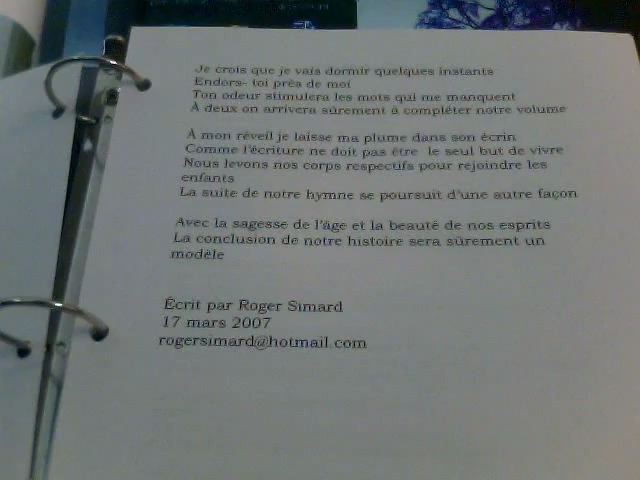 Je crois que je vais dormir quelques instants
Endors- toi près de moi
Ton odeur stimulera les mots qui me manquent
À deux on arrivera sûrement à compléter notre volume
À mon réveil je laisse ma plume dans son écrin
Comme l'écriture ne doit pas être le seul but de vivre
Nous levons nos corps respectifs pour rejoindre les
enfants
La suite de notre hymne se poursuit d'une autre façon
Avec la sagesse de l'âge et la beauté de nos esprits
La conclusion de notre histoire sera sûrement un
modèle
Écrit par Roger Simard
17 mars 2007
rogersimard@hotmail.com